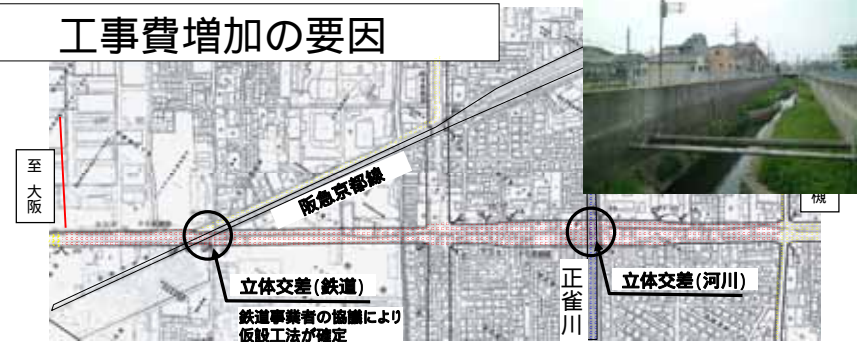 工事費増加の要因
至
大
阪
阪急京都線
槻
立体交差(鉄道)
鉄道事業者の協議により
仮設工法が確定
正雀川
立体交差(河川)